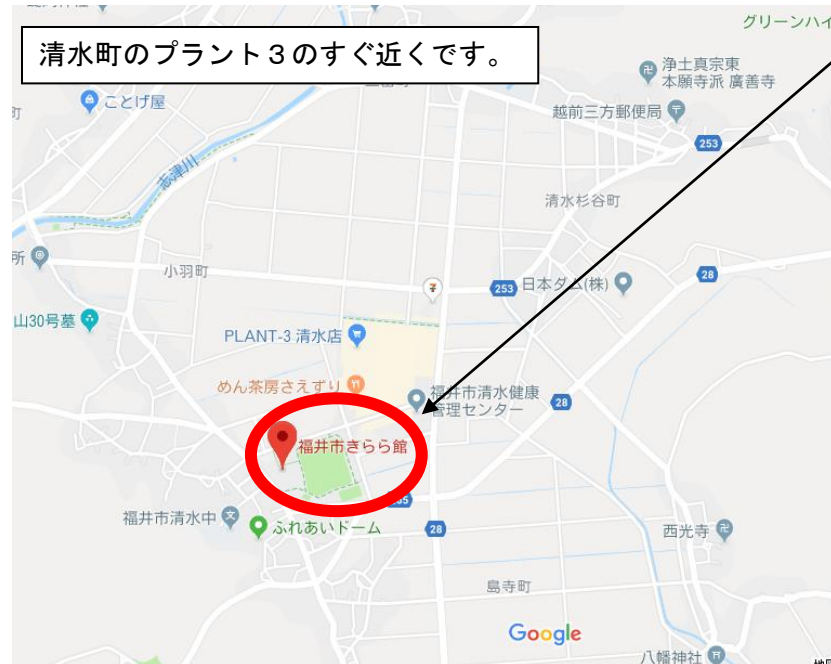 グリーンハイ
清水町のプラント３のすぐ近くです。
浄土真宗東
本願寺派 廣善寺
ことげ屋
越前三方郵便局
町
253
志津川
清水杉谷町
所
小羽町
28
253
日本ダム(株)
山30号墓
PLANT-3 清水店
めん茶房さえずり
福井市清水健康
管理センター
28
福井市きらら館
福井市清水中
ふれあいドーム
28
西光寺
島寺町
Google
八幡神社